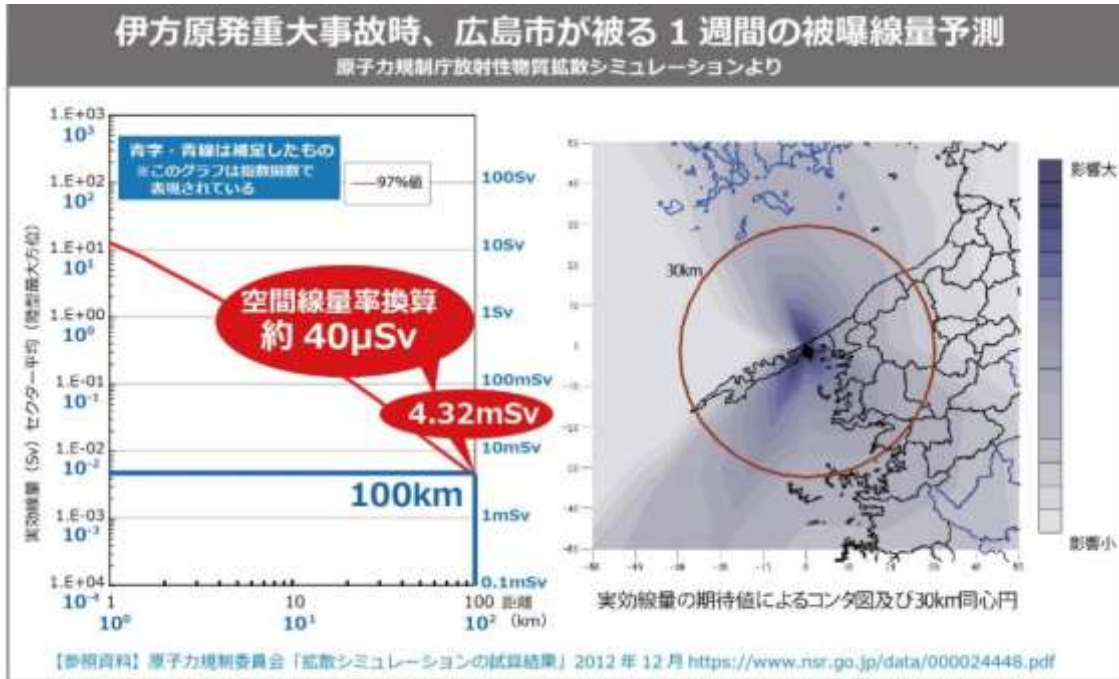 伊方原発重大事故時、広島市が被る 1 週間の被曝線量予測
原子力規制庁放射性物質拡散シミュレーションより
実効線量（Sv）セクター平均（陸側最大方位）
1.E+03
10³
1.E+02
10²
1.E+01
10¹
1.E+00
10⁰
1.E-01
10⁻¹
1.E-02
10⁻²
1.E-03
10⁻³
1.E+04
10⁻⁴
青字・青線は補足したもの
※このグラフは指数関数で
表現されている
97%値
100Sv
10Sv
1Sv
100mSv
10mSv
1mSv
0.1mSv
空間線量率換算
約 40μSv
4.32mSv
100km
1 10 100 距離
10⁰ 10¹ 10² (km)
30km
影響大
影響小
実効線量の期待値によるコンタ図及び30km同心円
【参照資料】原子力規制委員会「拡散シミュレーションの試算結果」2012 年 12 月 https://www.nsr.go.jp/data/000024448.pdf